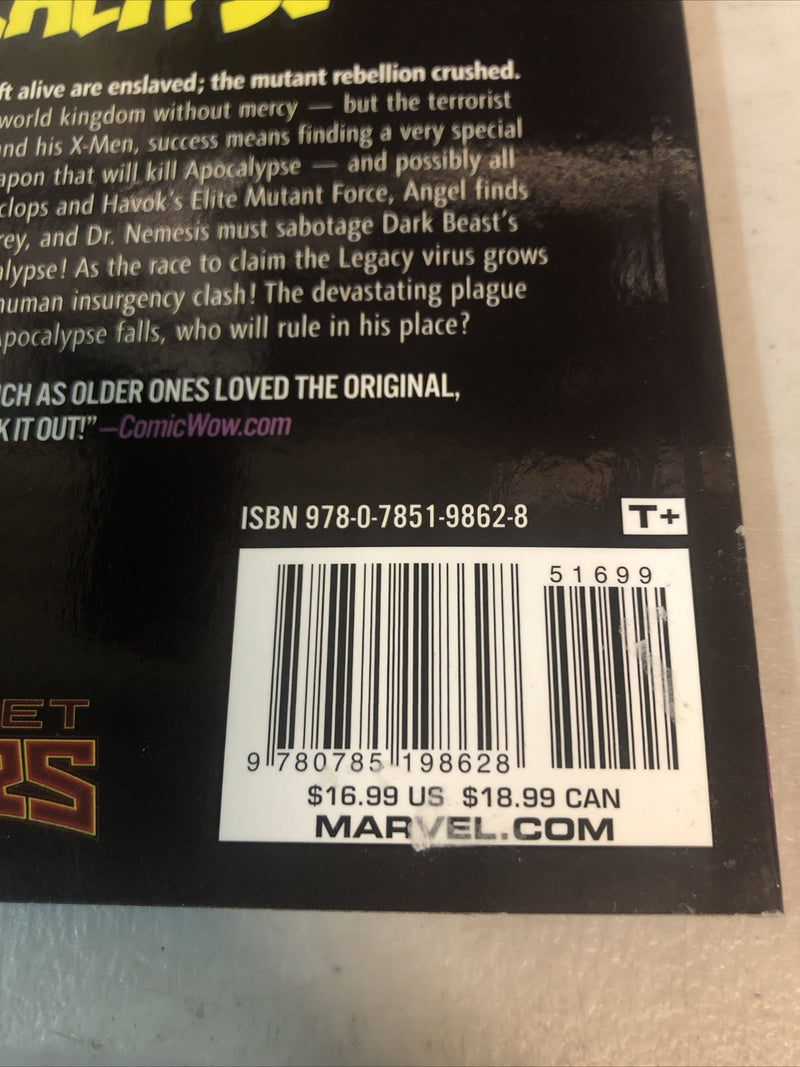 ft alive are enslaved; the mutant rebellion crushed.
world kingdom without mercy — but the terrorist
nd his X-Men, success means finding a very special
apon that will kill Apocalypse — and possibly all
clops and Havok's Elite Mutant Force, Angel finds
rey, and Dr. Nemesis must sabotage Dark Beast's
alypse! As the race to claim the Legacy virus grows
human insurgency clash! The devastating plague
Apocalypse falls, who will rule in his place?
CH AS OLDER ONES LOVED THE ORIGINAL,
K IT OUT!" —ComicWow.com
ISBN 978-0-7851-9862-8
T+
51699
9 780785 198628
ET
RS
$16.99 US $18.99 CAN
MARVEL.COM